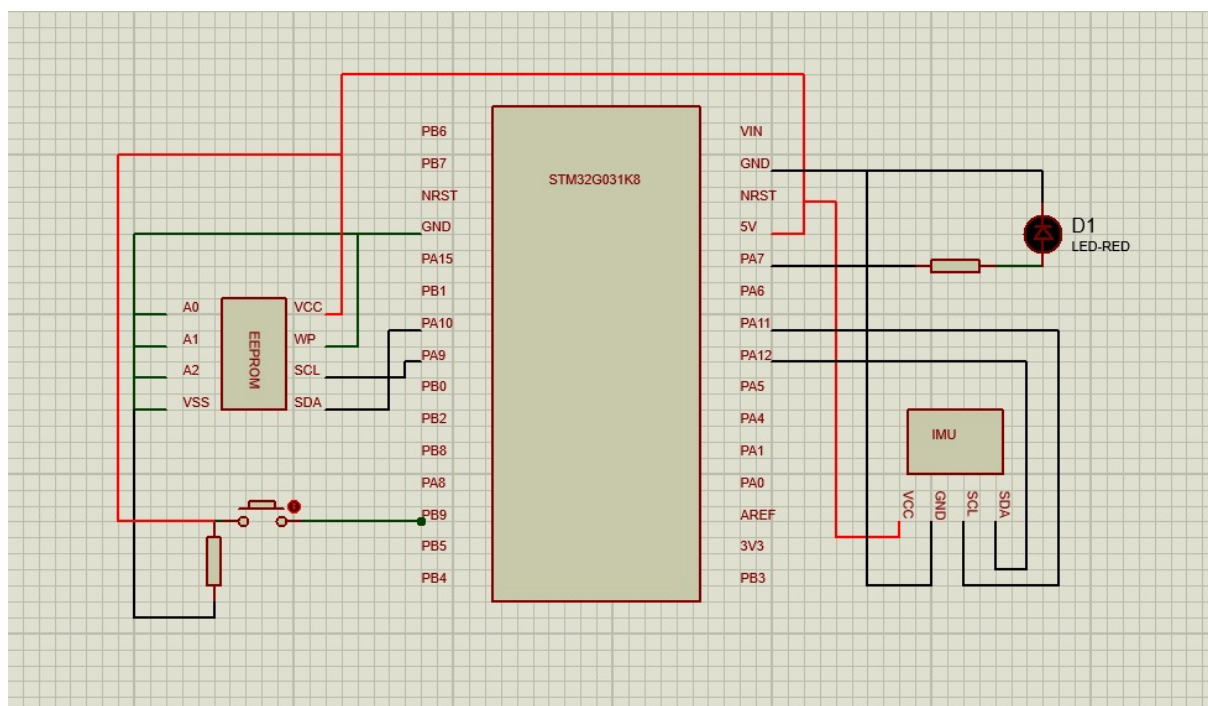 PB6
PB7
NRST
GND
PA15
PB1
PA10
PA9
PB0
PB2
PB8
PA8
PB9
PB5
PB4
STM32G031K8
VIN
GND
NRST
5V
PA7
PA6
PA11
PA12
PA5
PA4
PA1
PA0
AREF
3V3
PB3
A0
A1
A2
VSS
EEPROM
VCC
WP
SCL
SDA
D1
LED-RED
IMU
VCC
GND
SCL
SDA